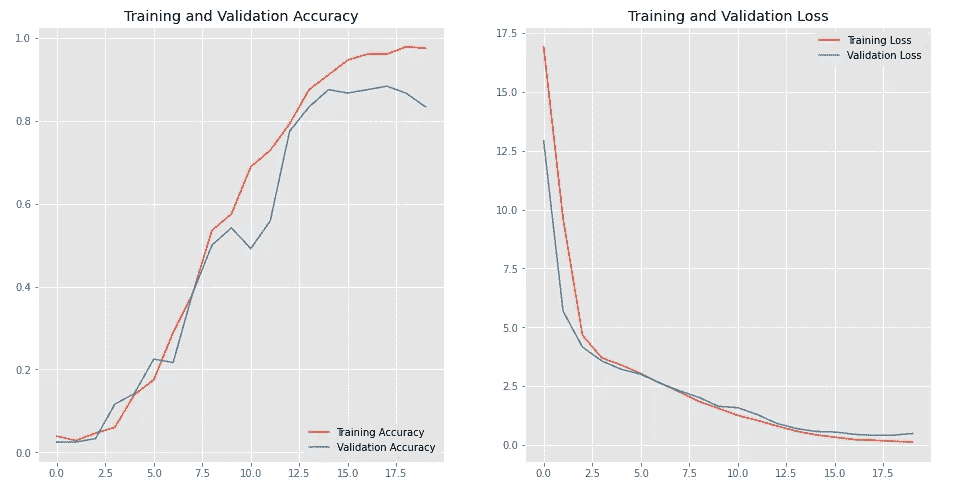 Training and Validation Accuracy
1.0
0.8
0.6
0.4
0.2
0.0
0.0 2.5 5.0 7.5 10.0 12.5 15.0 17.5
Training Accuracy
Validation Accuracy
Training and Validation Loss
17.5
15.0
12.5
10.0
7.5
5.0
2.5
0.0
0.0 2.5 5.0 7.5 10.0 12.5 15.0 17.5
Training Loss
Validation Loss